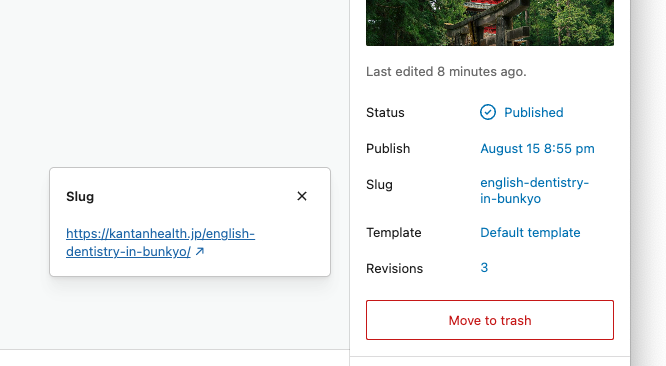 Last edited 8 minutes ago.
Status
Published
Publish
August 15 8:55 pm
Slug
english-dentistry-
in-bunkyo
Template
Default template
Revisions
3
Move to trash
Slug
https://kantanhealth.jp/english-
dentistry-in-bunkyo/